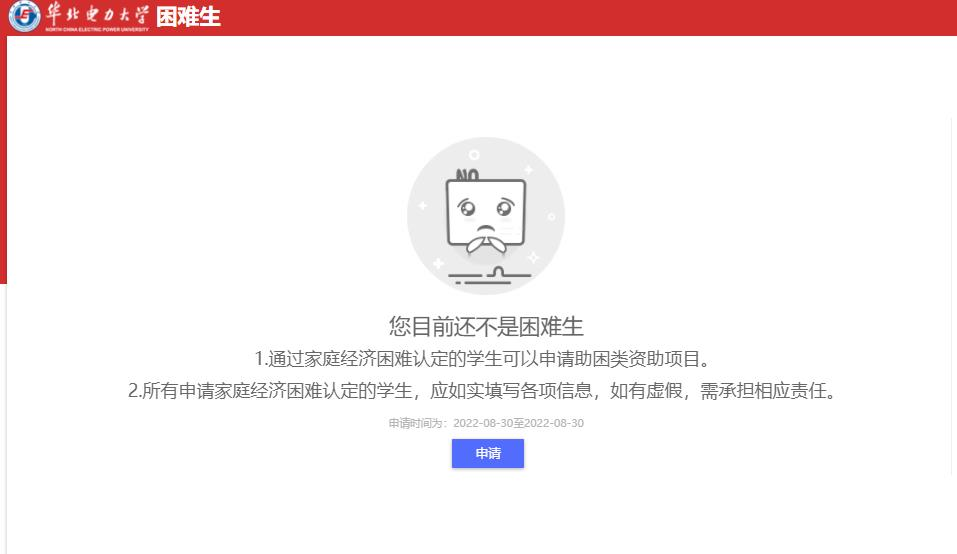 华北电力大学 困难生
NORTH CHINA ELECTRIC POWER UNIVERSITY
NO
您目前还不是困难生
1.通过家庭经济困难认定的学生可以申请助困类资助项目。
2.所有申请家庭经济困难认定的学生，应如实填写各项信息，如有虚假，需承担相应责任。
申请时间为：2022-08-30至2022-08-30
申请